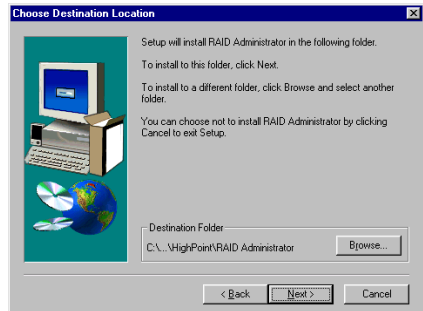 Choose Destination Location
Setup will install RAID Administrator in the following folder.
To install to this folder, click Next.
To install to a different folder, click Browse and select another
folder.
You can choose not to install RAID Administrator by clicking
Cancel to exit Setup.
Destination Folder
C:\...\HighPoint\RAID Administrator
Browse...
< Back
Next >
Cancel